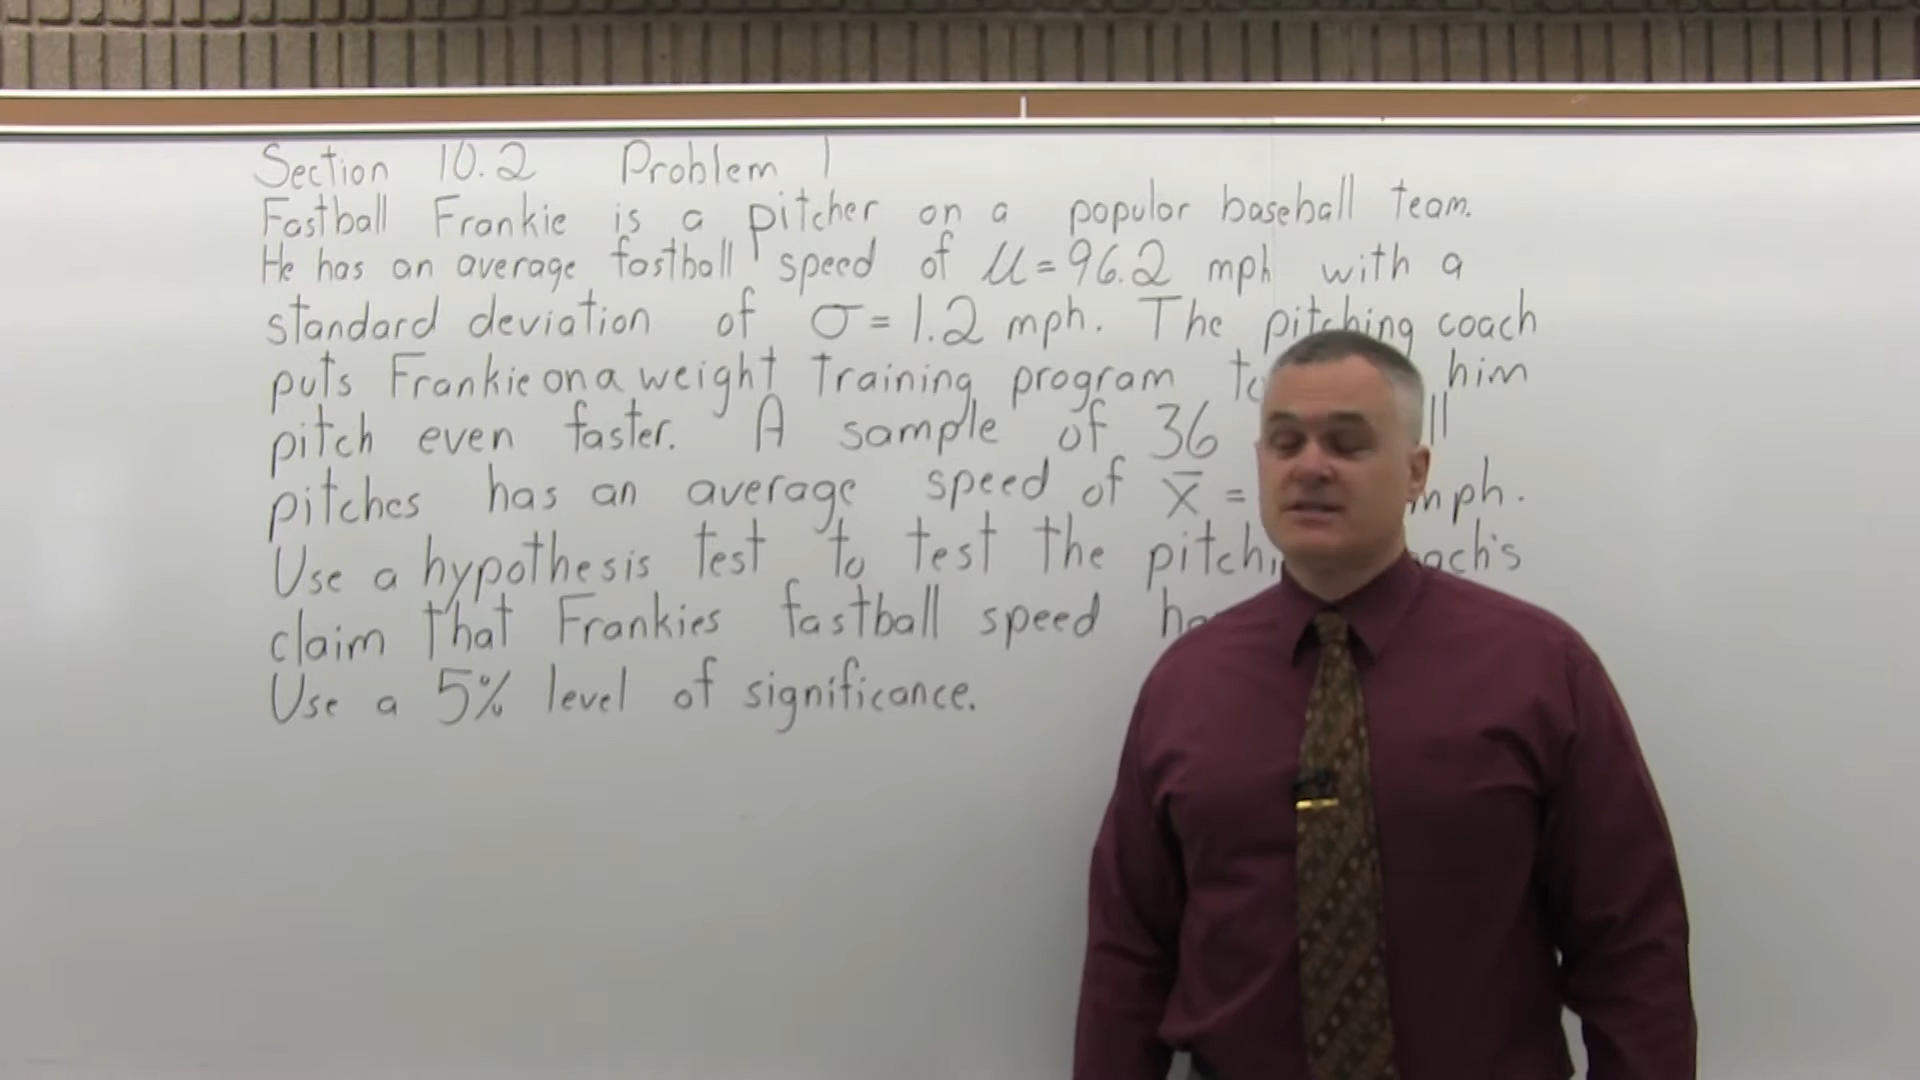 Section 10.2 Problem 1
Fastball Frankie is a pitcher on a popular baseball team.
He has an average fastball speed of μ=96.2 mph with a
standard deviation of σ=1.2 mph. The pitching coach
puts Frankie on a weight training program him
pitch even faster. A sample of 36
pitches has an average speed of x̄ = mph.
Use a hypothesis test to test the
claim that Frankies fastball speed
Use a 5% level of significance.